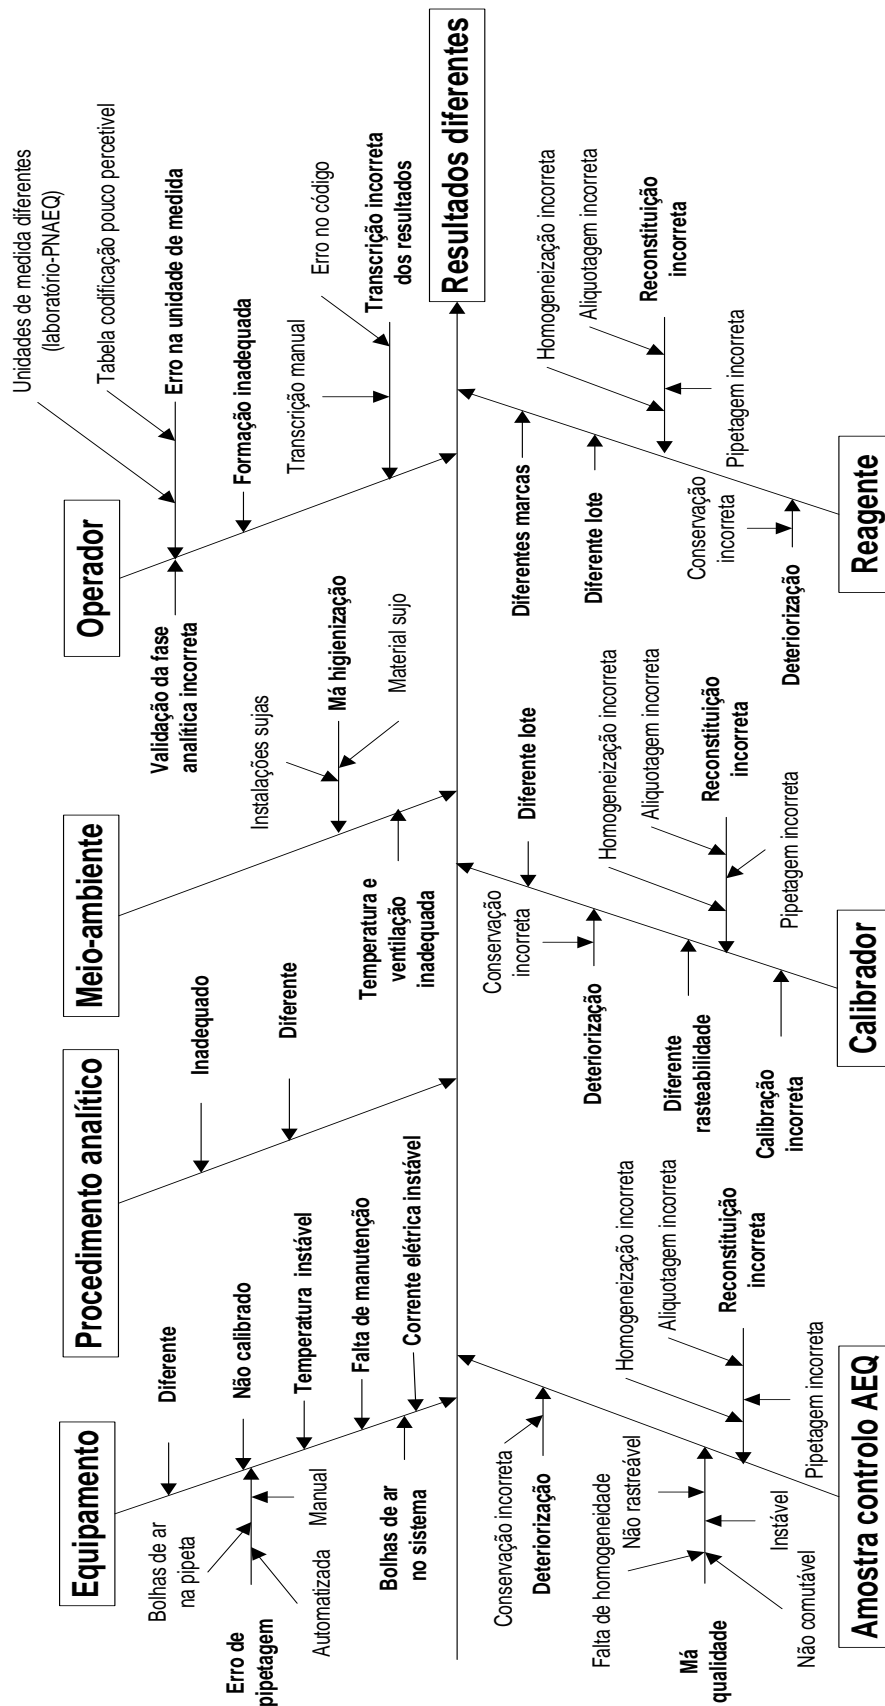 Equipamento
Diferente
Não calibrado
Temperatura instável
Falta de manutenção
Corrente elétrica instável
Bolhas de ar
na pipeta
Manual
Automatizada
Erro de
pipetagem
Bolhas de ar
no sistema
Procedimento analítico
Inadequado
Diferente
Meio-ambiente
Instalações sujas
Má higienização
Material sujo
Temperatura e
ventilação
inadequada
Operador
Unidades de medida diferentes
(laboratório-PNAEQ)
Tabela codificação pouco percetivel
Erro na unidade de medida
Formação inadequada
Validação da fase
analítica incorreta
Transcrição manual
Erro no código
Transcrição incorreta
dos resultados
Resultados diferentes
Amostra controlo AEQ
Conservação incorreta
Deteriorização
Falta de homogeneidade
Não rastreável
Má
qualidade
Instável
Não comutável
Homogeneização incorreta
Aliquotagem incorreta
Reconstituição
incorreta
Pipetagem incorreta
Calibrador
Diferente lote
Conservação
incorreta
Deteriorização
Diferente
rasteabilidade
Calibração
incorreta
Homogeneização incorreta
Aliquotagem incorreta
Reconstituição
incorreta
Pipetagem incorreta
Reagente
Diferentes marcas
Diferente lote
Homogeneização incorreta
Aliquotagem incorreta
Reconstituição
incorreta
Pipetagem incorreta
Conservação
incorreta
Deteriorização